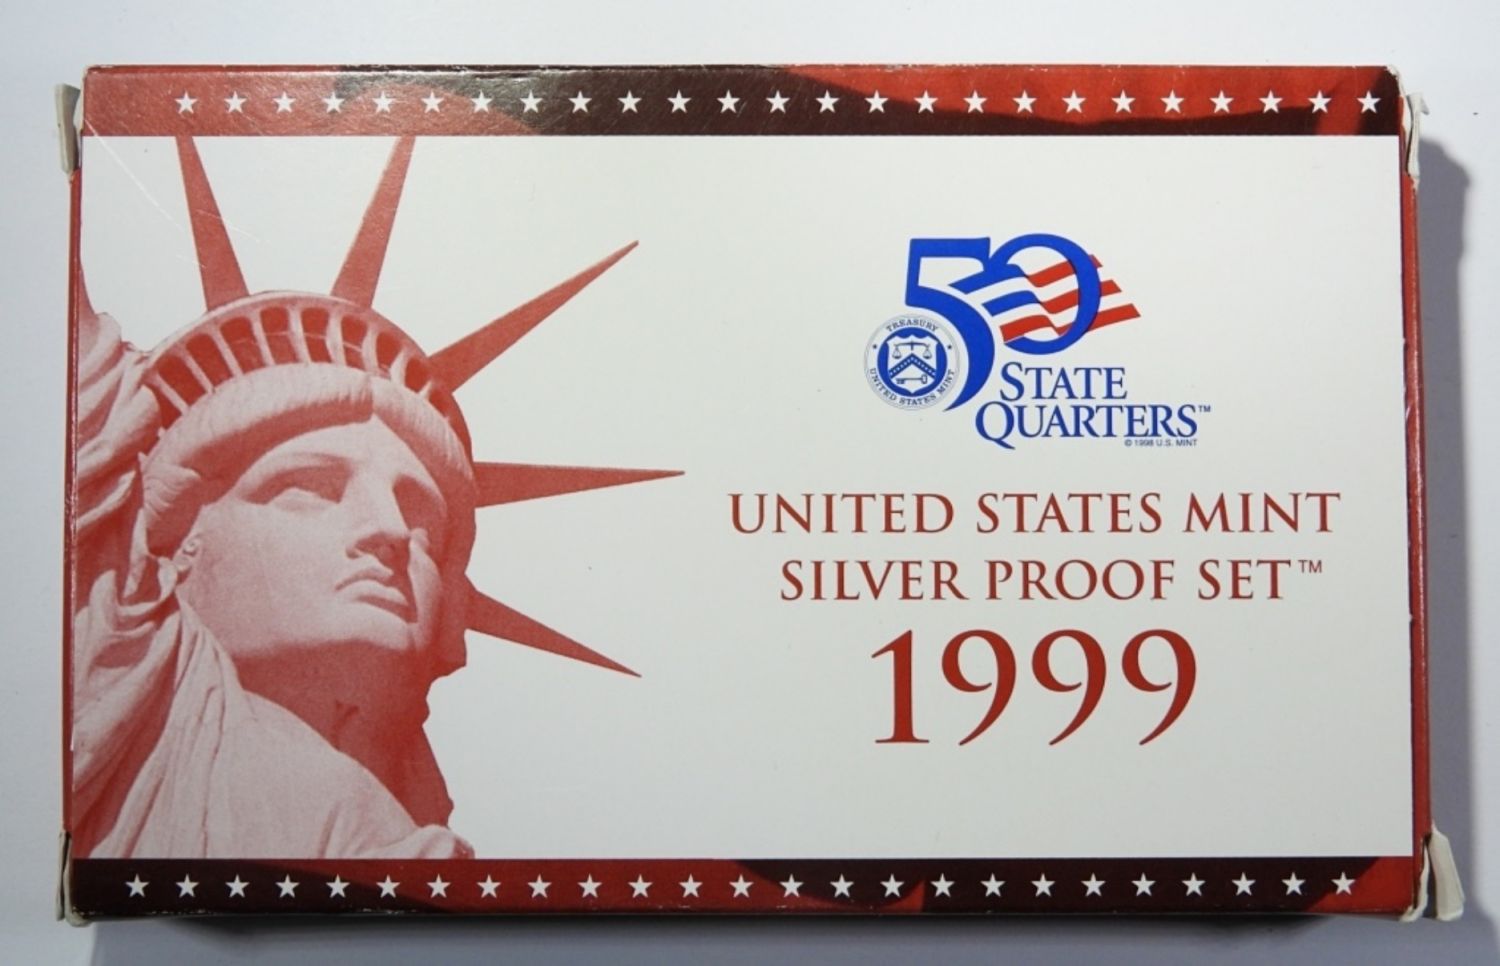 50
TREASURY
UNITED STATES MINT
STATE
QUARTERS™
© 1998 U.S. MINT
UNITED STATES MINT
SILVER PROOF SET™
1999